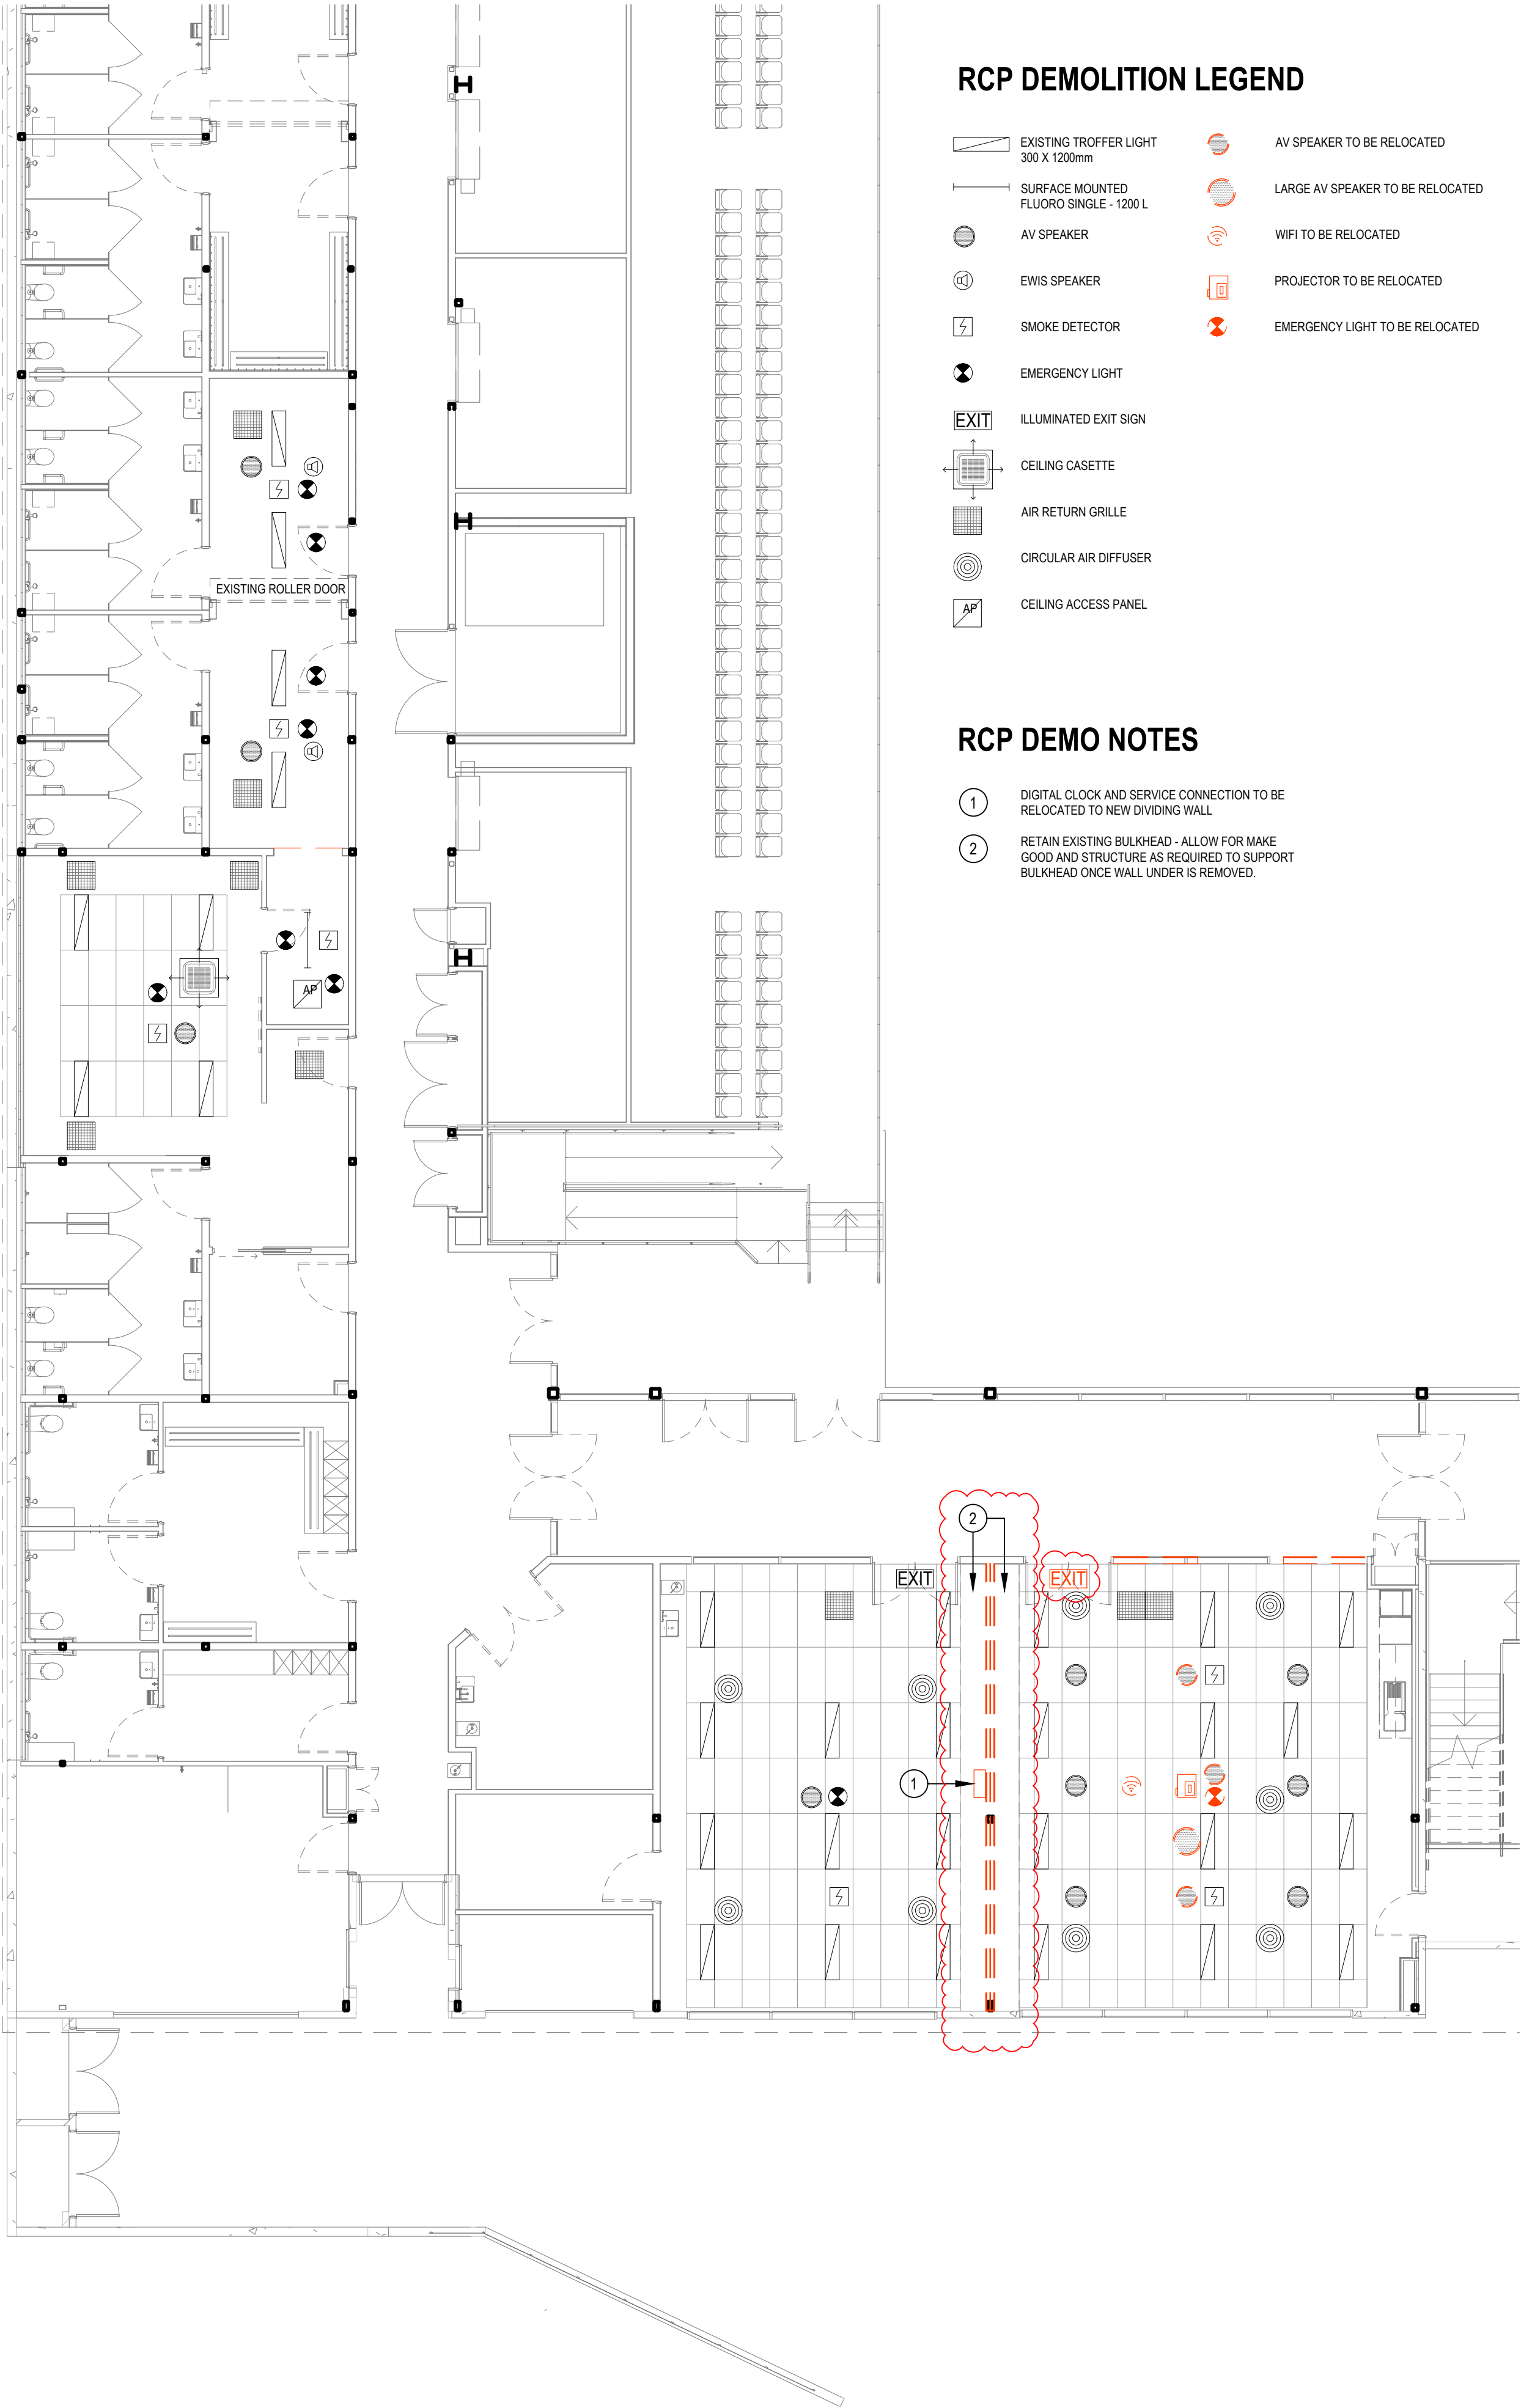 RCP DEMOLITION LEGEND
EXISTING TROFFER LIGHT
300 X 1200mm
SURFACE MOUNTED
FLUORO SINGLE - 1200 L
AV SPEAKER
EWIS SPEAKER
SMOKE DETECTOR
EMERGENCY LIGHT
EXIT
ILLUMINATED EXIT SIGN
CEILING CASETTE
AIR RETURN GRILLE
CIRCULAR AIR DIFFUSER
AP
CEILING ACCESS PANEL
AV SPEAKER TO BE RELOCATED
LARGE AV SPEAKER TO BE RELOCATED
WIFI TO BE RELOCATED
PROJECTOR TO BE RELOCATED
EMERGENCY LIGHT TO BE RELOCATED
EXISTING ROLLER DOOR
RCP DEMO NOTES
1
DIGITAL CLOCK AND SERVICE CONNECTION TO BE
RELOCATED TO NEW DIVIDING WALL
2
RETAIN EXISTING BULKHEAD - ALLOW FOR MAKE
GOOD AND STRUCTURE AS REQUIRED TO SUPPORT
BULKHEAD ONCE WALL UNDER IS REMOVED.
AP
2
EXIT
EXIT
1